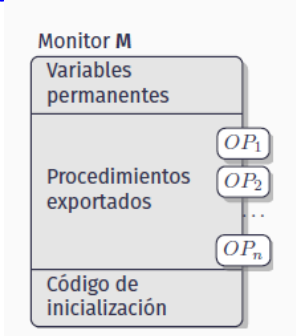 Monitor M
Variables
permanentes
OP₁
Procedimientos
exportados
OP₂
...
OPₙ
Código de
inicialización